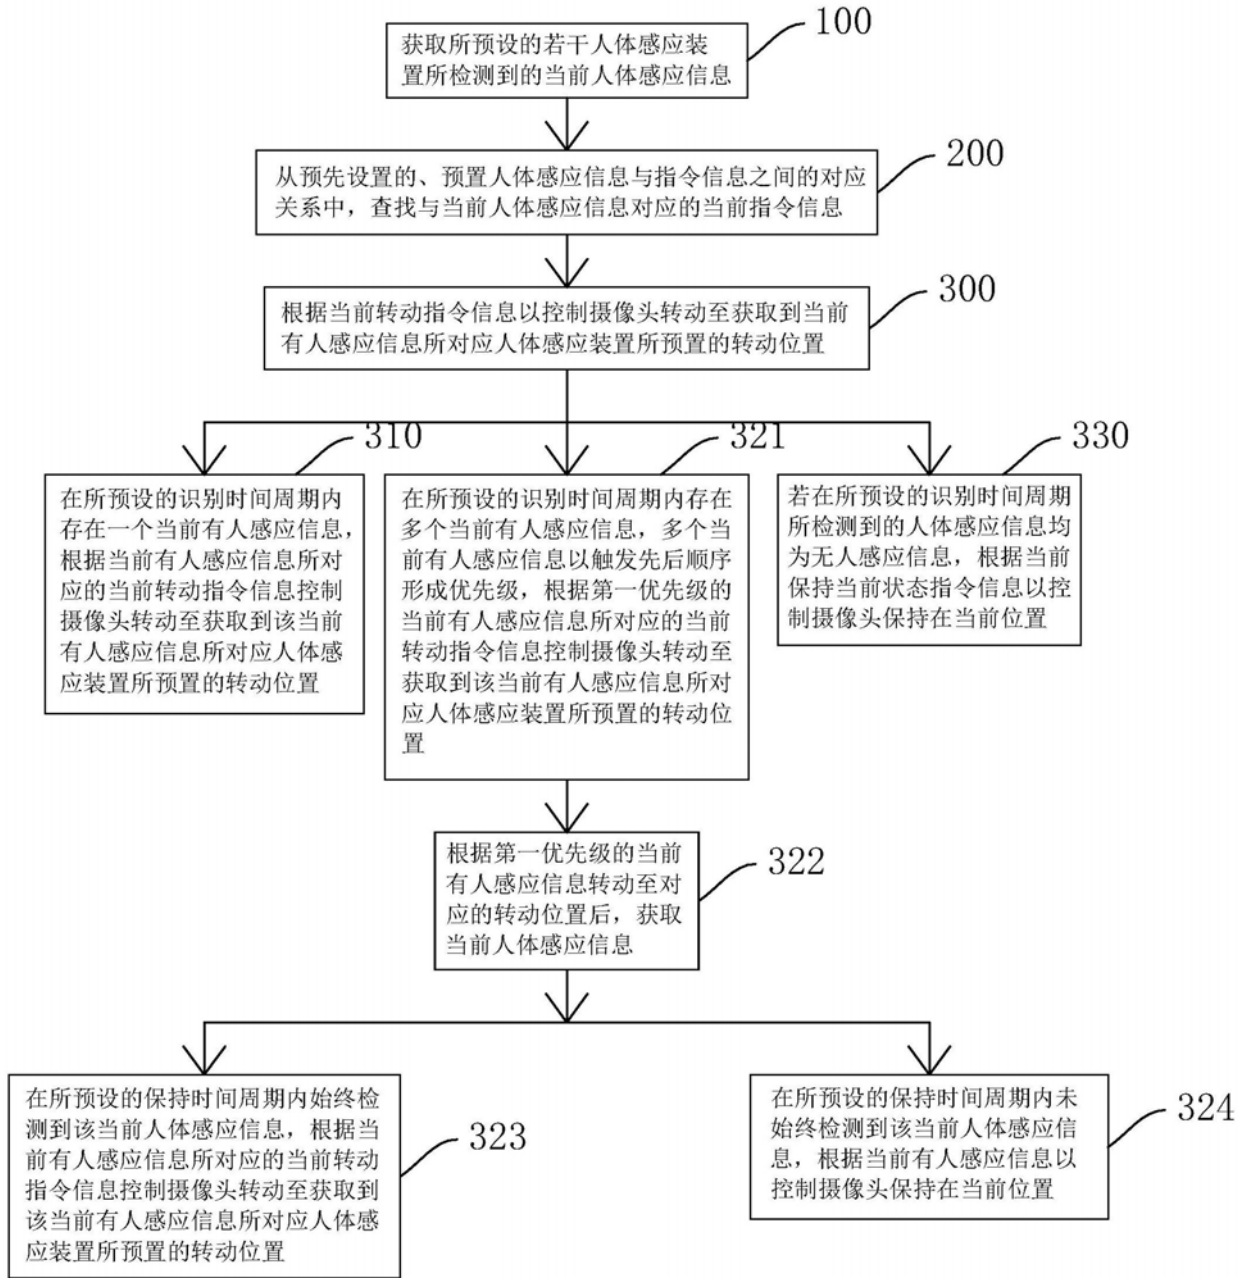 100
获取所预设的若干人体感应装
置所检测到的当前人体感应信息
200
从预先设置的、预置人体感应信息与指令信息之间的对应
关系中，查找与当前人体感应信息对应的当前指令信息
300
根据当前转动指令信息以控制摄像头转动至获取到当前
有人感应信息所对应人体感应装置所预置的转动位置
310
在所预设的识别时间周期内
存在一个当前有人感应信息，
根据当前有人感应信息所对
应的当前转动指令信息控制
摄像头转动至获取到该当前
有人感应信息所对应人体感
应装置所预置的转动位置
321
在所预设的识别时间周期内存在
多个当前有人感应信息，多个当
前有人感应信息以触发先后顺序
形成优先级，根据第一优先级的
当前有人感应信息所对应的当前
转动指令信息控制摄像头转动至
获取到该当前有人感应信息所对
应人体感应装置所预置的转动位
置
330
若在所预设的识别时间周期
所检测到的人体感应信息均
为无人感应信息，根据当前
保持当前状态指令信息以控
制摄像头保持在当前位置
322
根据第一优先级的当前
有人感应信息转动至对
应的转动位置后，获取
当前人体感应信息
323
在所预设的保持时间周期内始终检
测到该当前人体感应信息，根据当
前有人感应信息所对应的当前转动
指令信息控制摄像头转动至获取到
该当前有人感应信息所对应人体感
应装置所预置的转动位置
324
在所预设的保持时间周期内未
始终检测到该当前人体感应信
息，根据当前有人感应信息以
控制摄像头保持在当前位置